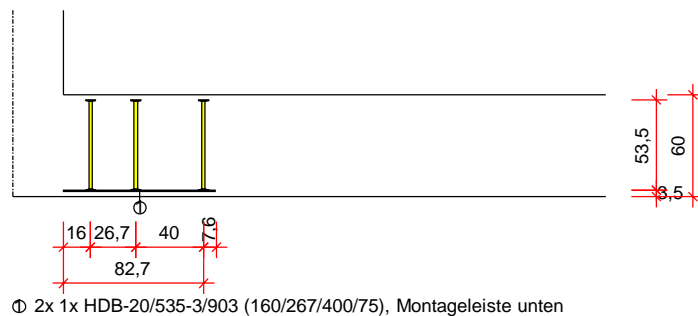 53,5
60
3,5
1
16 26,7 40 7,6
82,7
1 2x 1x HDB-20/535-3/903 (160/267/400/75), Montageleiste unten